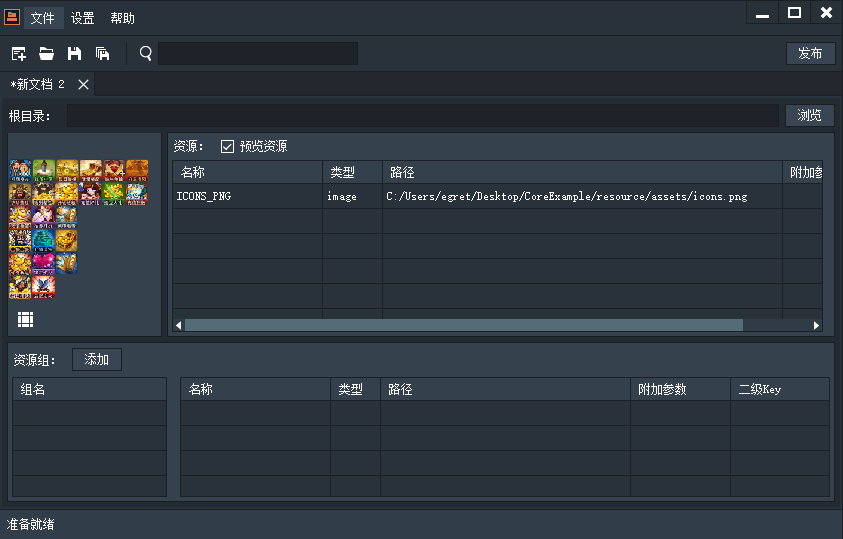 文件 设置 帮助
发布
*新文档 2
根目录:
浏览
资源: 预览资源
名称 类型 路径 附加参
ICONS_PNG image C:/Users/egret/Desktop/CoreExample/resource/assets/icons.png
资源组: 添加
组名 名称 类型 路径 附加参数 二级Key
准备就绪